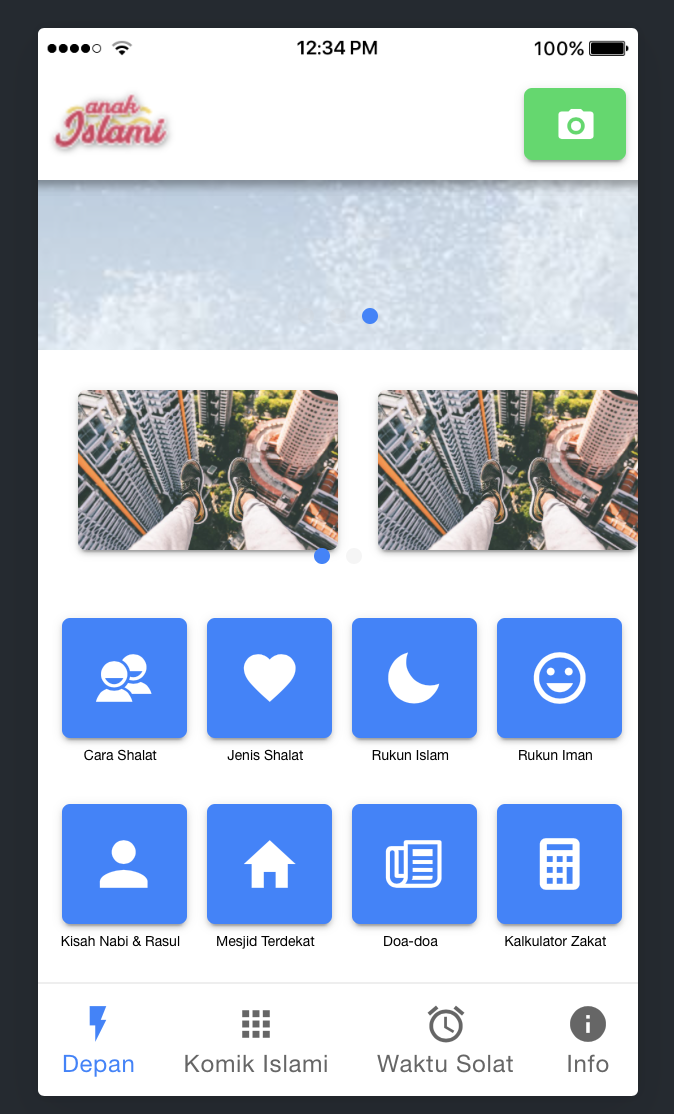 12:34 PM
100%
anak
Islami
Cara Shalat
Jenis Shalat
Rukun Islam
Rukun Iman
Kisah Nabi & Rasul
Mesjid Terdekat
Doa-doa
Kalkulator Zakat
Depan
Komik Islami
Waktu Solat
Info